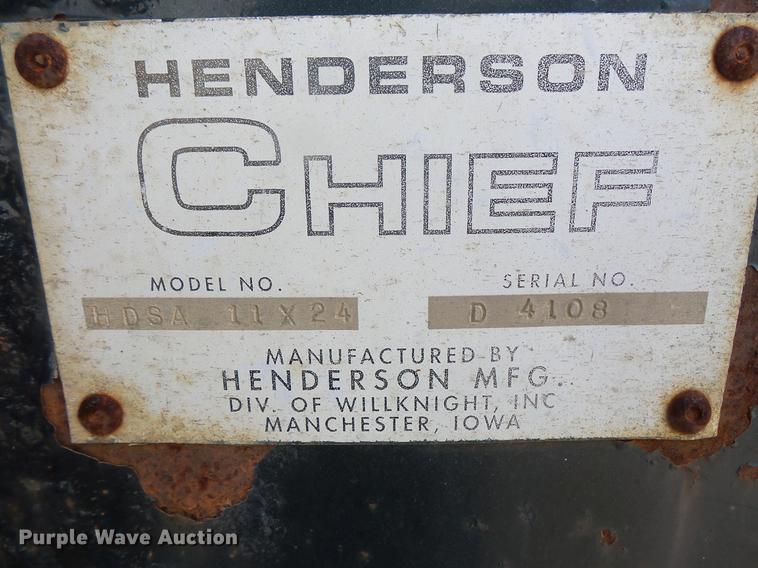 HENDERSON
CHIEF
MODEL NO. SERIAL NO.
HDSA 11X24 D 4108
MANUFACTURED BY
HENDERSON MFG.
DIV. OF WILLKNIGHT, INC
MANCHESTER, IOWA
Purple Wave Auction